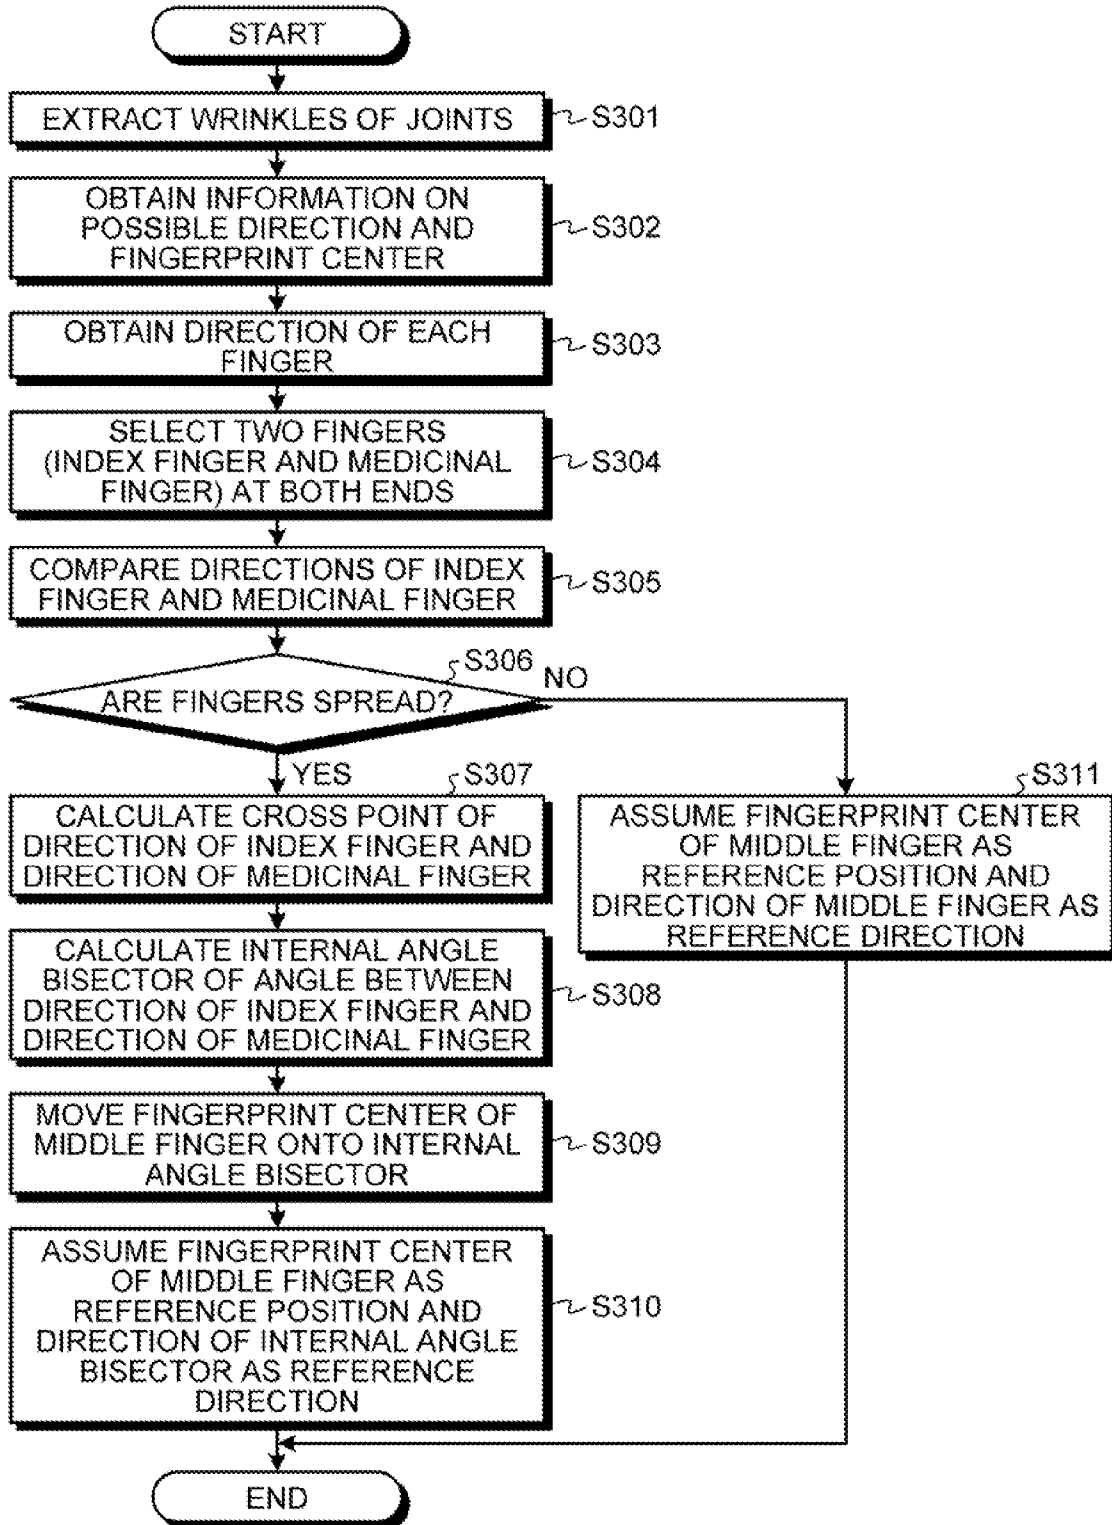 START
EXTRACT WRINKLES OF JOINTS
S301
OBTAIN INFORMATION ON
POSSIBLE DIRECTION AND
FINGERPRINT CENTER
S302
OBTAIN DIRECTION OF EACH
FINGER
S303
SELECT TWO FINGERS
(INDEX FINGER AND MEDICINAL
FINGER) AT BOTH ENDS
S304
COMPARE DIRECTIONS OF INDEX
FINGER AND MEDICINAL FINGER
S305
S306
ARE FINGERS SPREAD?
NO
YES
S307
CALCULATE CROSS POINT OF
DIRECTION OF INDEX FINGER AND
DIRECTION OF MEDICINAL FINGER
S311
ASSUME FINGERPRINT CENTER
OF MIDDLE FINGER AS
REFERENCE POSITION AND
DIRECTION OF MIDDLE FINGER AS
REFERENCE DIRECTION
CALCULATE INTERNAL ANGLE
BISECTOR OF ANGLE BETWEEN
DIRECTION OF INDEX FINGER AND
DIRECTION OF MEDICINAL FINGER
S308
MOVE FINGERPRINT CENTER OF
MIDDLE FINGER ONTO INTERNAL
ANGLE BISECTOR
S309
ASSUME FINGERPRINT CENTER
OF MIDDLE FINGER AS
REFERENCE POSITION AND
DIRECTION OF INTERNAL ANGLE
BISECTOR AS REFERENCE
DIRECTION
S310
END